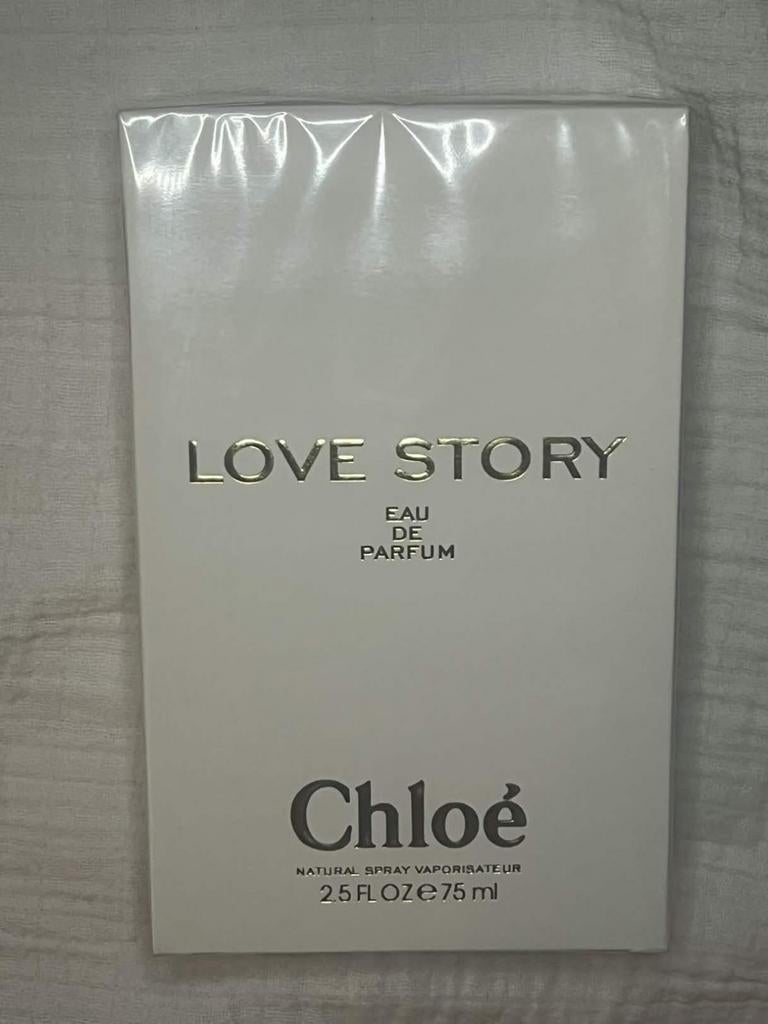 LOVE STORY
EAU
DE
PARFUM
Chloé
NATURAL SPRAY VAPORISATEUR
2.5 FL OZ e 75 ml